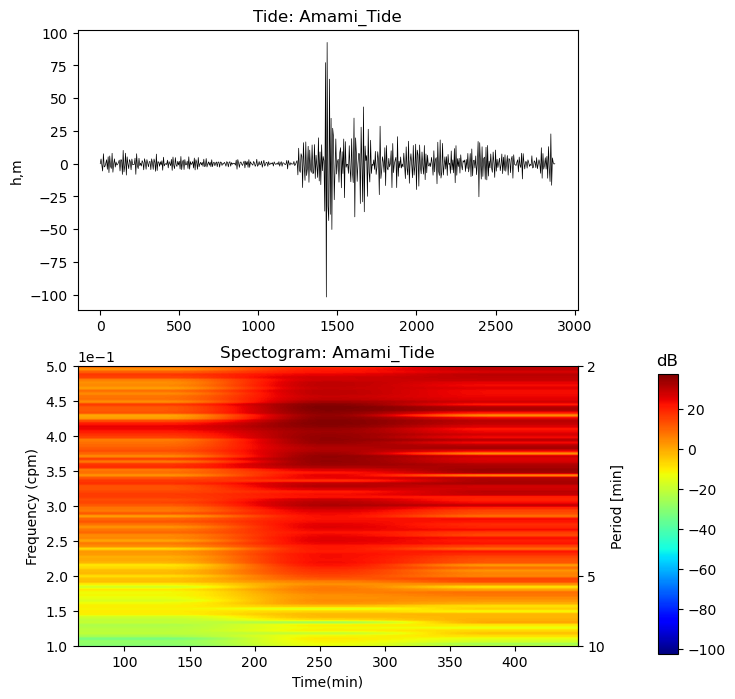 Tide: Amami_Tide
100
75
50
25
0
−25
−50
−75
−100
h,m
0 500 1000 1500 2000 2500 3000
Spectogram: Amami_Tide
1e−1
5.0
4.5
4.0
3.5
3.0
2.5
2.0
1.5
1.0
Frequency (cpm)
100 150 200 250 300 350 400
Time(min)
2
5
10
Period [min]
dB
20
0
−20
−40
−60
−80
−100